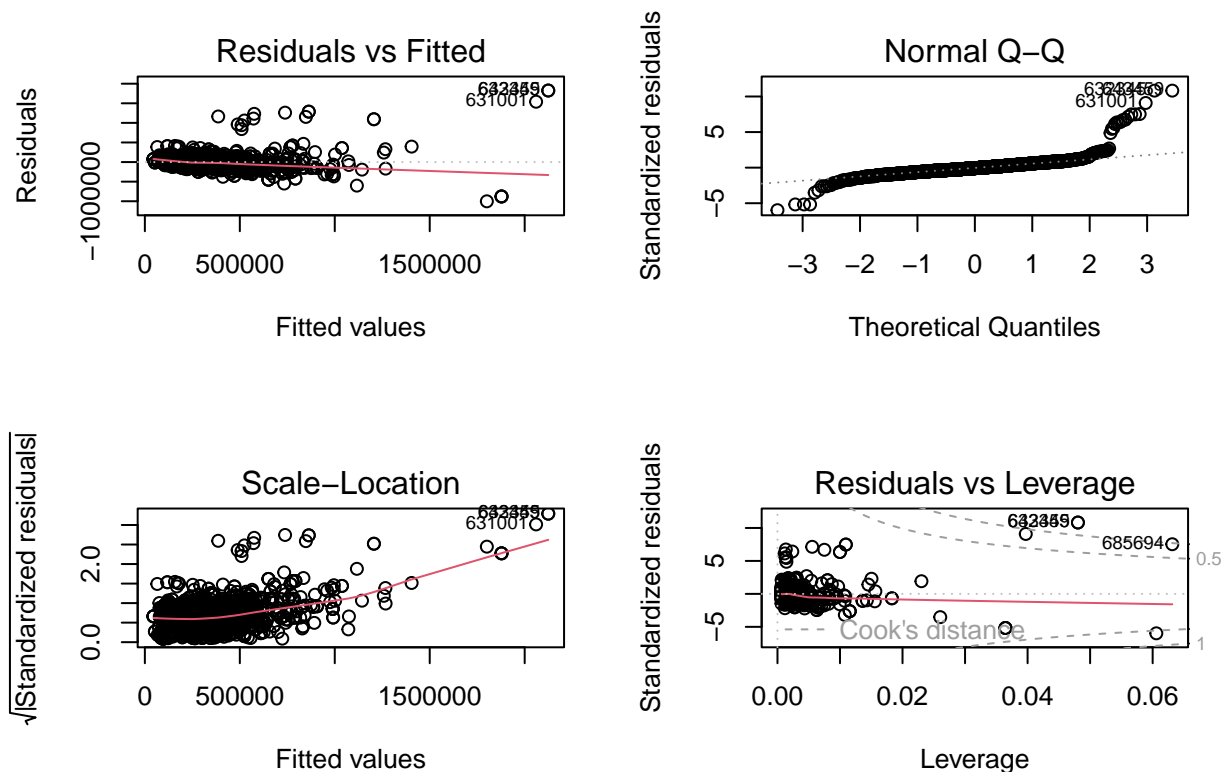 Residuals vs Fitted
Residuals
−1000000
0
500000
1500000
Fitted values
631001
Normal Q−Q
Standardized residuals
−5
5
−3
−2
−1
0
1
2
3
Theoretical Quantiles
631001
Scale−Location
√|Standardized residuals|
0.0
2.0
0
500000
1500000
Fitted values
631001
Residuals vs Leverage
Standardized residuals
−5
5
0.00
0.02
0.04
0.06
Leverage
685694
Cook's distance
0.5
1